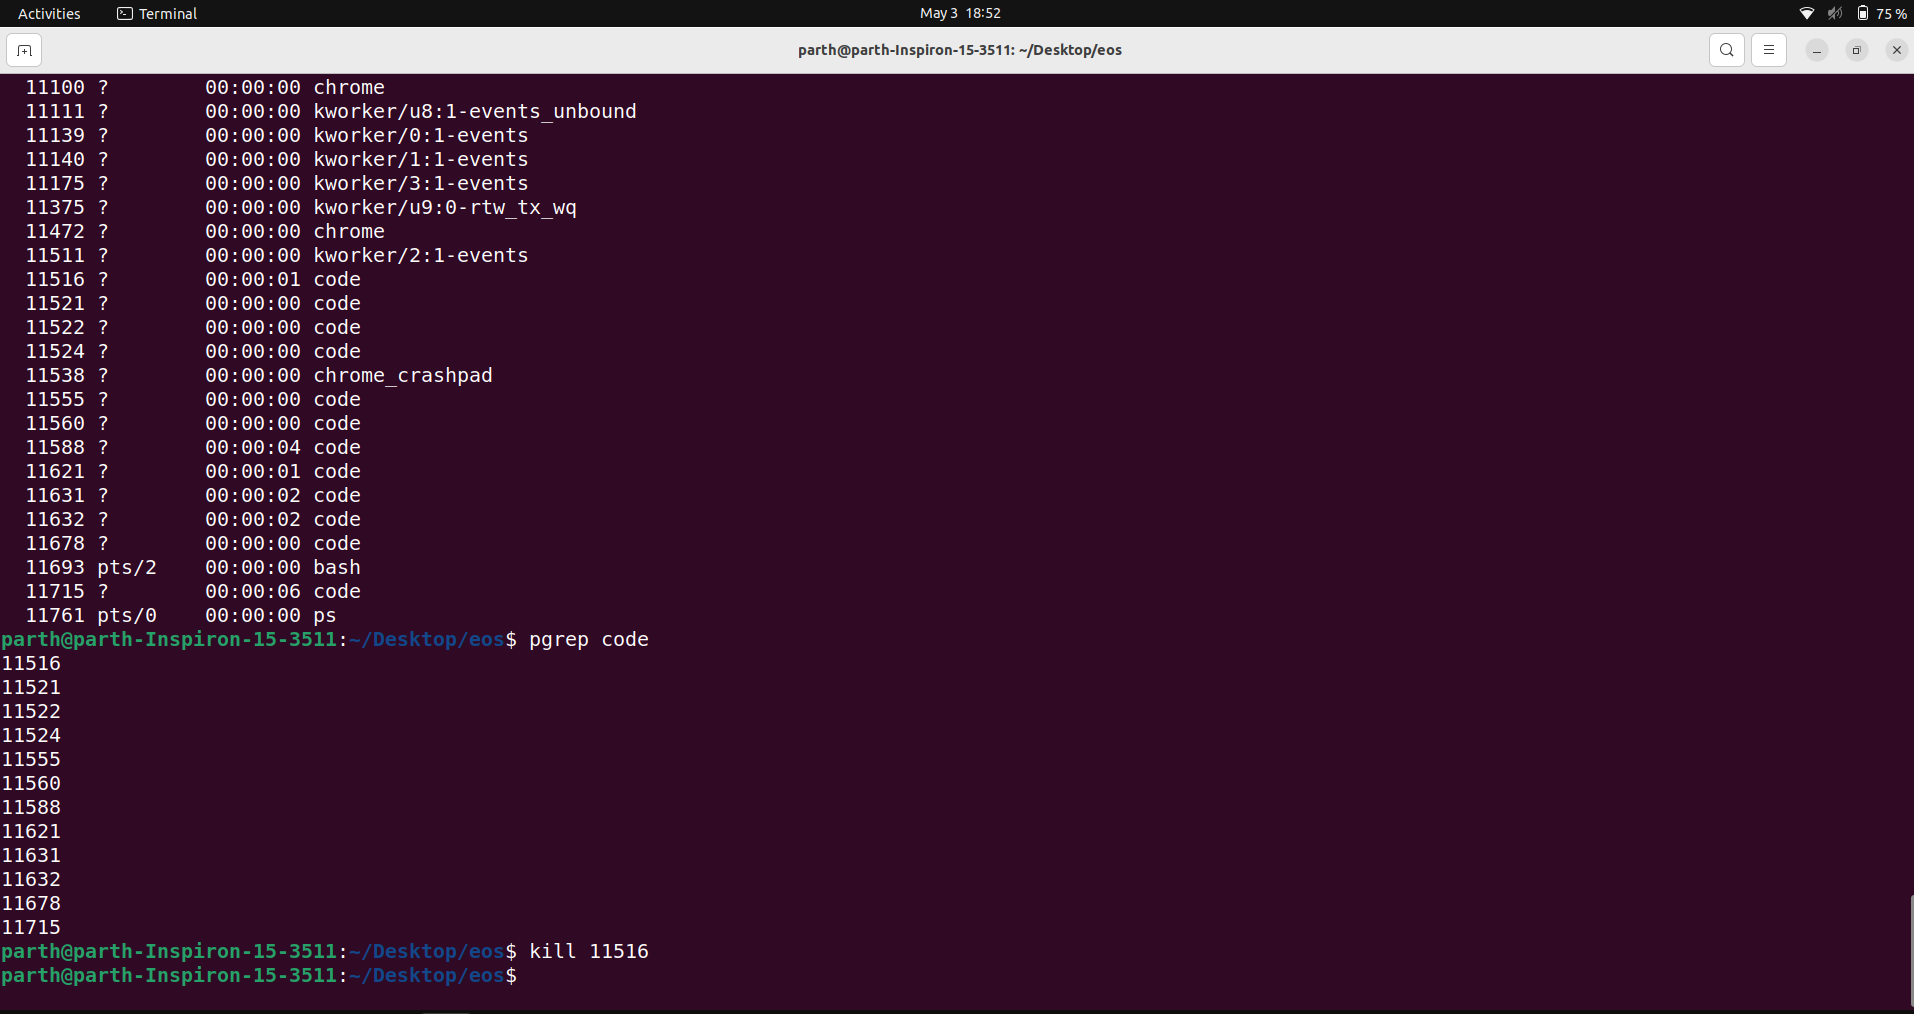 Activities Terminal May 3 18:52 75 %
parth@parth-Inspiron-15-3511: ~/Desktop/eos
11100 ? 00:00:00 chrome
11111 ? 00:00:00 kworker/u8:1-events_unbound
11139 ? 00:00:00 kworker/0:1-events
11140 ? 00:00:00 kworker/1:1-events
11175 ? 00:00:00 kworker/3:1-events
11375 ? 00:00:00 kworker/u9:0-rtw_tx_wq
11472 ? 00:00:00 chrome
11511 ? 00:00:00 kworker/2:1-events
11516 ? 00:00:01 code
11521 ? 00:00:00 code
11522 ? 00:00:00 code
11524 ? 00:00:00 code
11538 ? 00:00:00 chrome_crashpad
11555 ? 00:00:00 code
11560 ? 00:00:00 code
11588 ? 00:00:04 code
11621 ? 00:00:01 code
11631 ? 00:00:02 code
11632 ? 00:00:02 code
11678 ? 00:00:00 code
11693 pts/2 00:00:00 bash
11715 ? 00:00:06 code
11761 pts/0 00:00:00 ps
parth@parth-Inspiron-15-3511:~/Desktop/eos$ pgrep code
11516
11521
11522
11524
11555
11560
11588
11621
11631
11632
11678
11715
parth@parth-Inspiron-15-3511:~/Desktop/eos$ kill 11516
parth@parth-Inspiron-15-3511:~/Desktop/eos$